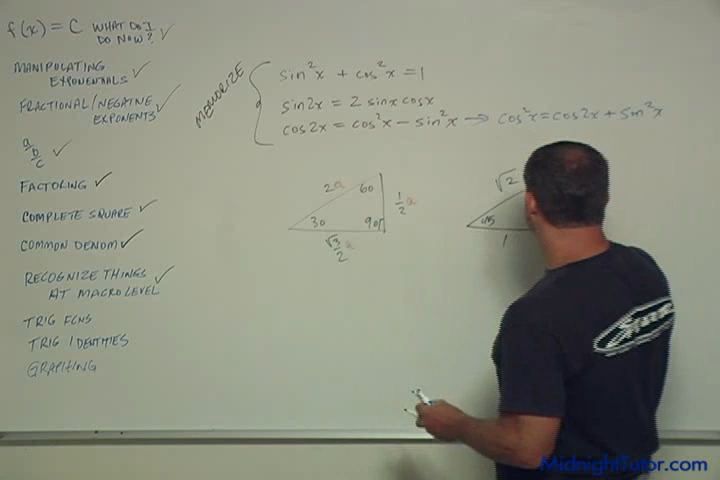 f(x) = C WHAT DO I
DO NOW? ✓
MANIPULATING
EXPONENTIALS ✓
FRACTIONAL/NEGATIVE
EXPONENTS ✓
a
b
c ✓
FACTORING ✓
COMPLETE SQUARE ✓
COMMON DENOM ✓
RECOGNIZE THINGS
AT MACRO LEVEL ✓
TRIG FCNS
TRIG IDENTITIES
GRAPHING
MEMORIZE
sin²x + cos²x = 1
sin2x = 2 sinx cosx
cos2x = cos²x − sin²x → cos²x = cos2x + sin²x
2a 60
1/2 a
30 90
√3/2 a
√2
45
1
MidnightTutor.com